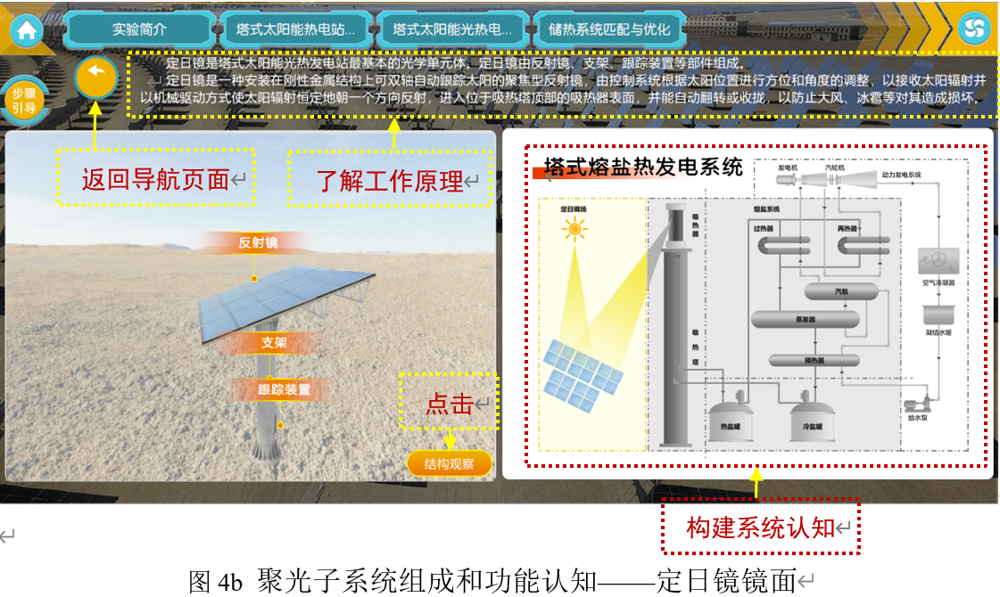 实验简介
塔式太阳能热电站...
塔式太阳能光热电...
储热系统匹配与优化
步骤
引导
定日镜是塔式太阳能光热发电站最基本的光学单元体。定日镜由反射镜、支架、跟踪装置等部件组成。
定日镜是一种安装在刚性金属结构上可双轴自动跟踪太阳的聚焦型反射镜，由控制系统根据太阳位置进行方位和角度的调整，以接收太阳辐射并
以机械驱动方式使太阳辐射恒定地朝一个方向反射，进入位于吸热塔顶部的吸热器表面，并能自动翻转或收拢，以防止大风、冰雹等对其造成损坏。
返回导航页面
了解工作原理
反射镜
支架
跟踪装置
点击
结构观察
塔式熔盐热发电系统
发电机
汽轮机
动力发电系统
定日镜场
吸热器
熔盐系统
过热器
再热器
空气冷凝器
汽包
蒸发器
凝结水罐
吸热塔
预热器
给水泵
热盐罐
冷盐罐
构建系统认知
图 4b 聚光子系统组成和功能认知——定日镜镜面